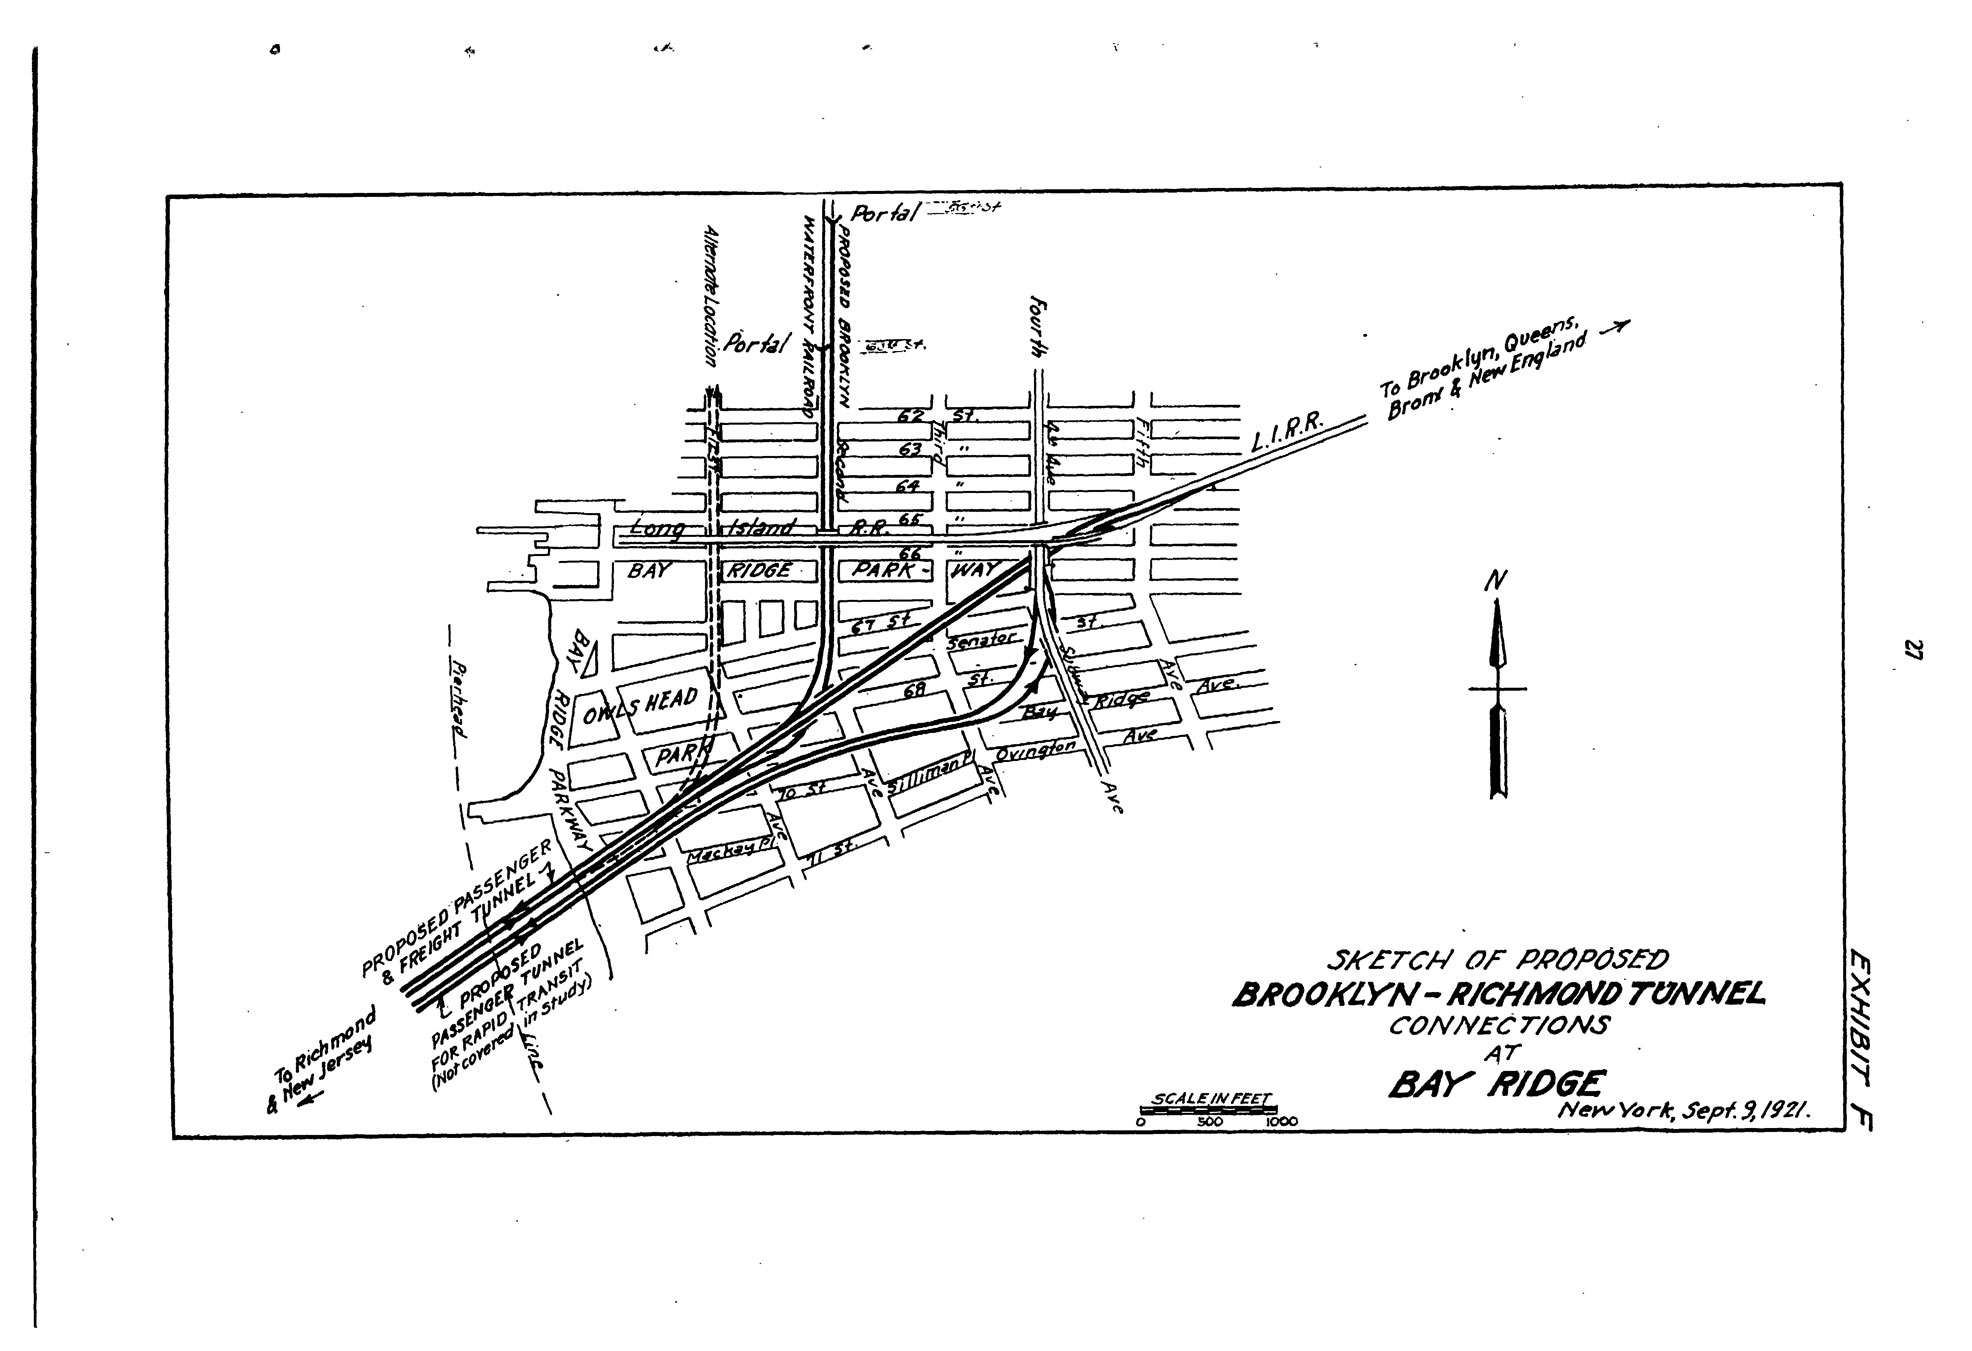 Portal
Alternate Location
WATERFRONT RAILROAD
PROPOSED BROOKLYN
Portal
Fourth
To Brooklyn, Queens,
Bronx & New England
L.I.R.R.
62 St.
First
Second
Third
Ave
Fifth
63 "
64 "
65 "
Long Island R.R.
66 "
BAY RIDGE PARK-WAY
67 St
Senator St
BAY RIDGE PARKWAY
OWLS HEAD
PARK
68 St.
Subway
Bay Ridge Ave.
Ave
Ovington Ave
Silliman Pl
70 St
Ave
Ave
Ave
Ave
Mackay Pl.
71 St.
Pierhead
Line
PROPOSED PASSENGER
& FREIGHT TUNNEL
PROPOSED
PASSENGER TUNNEL
FOR RAPID TRANSIT
(Not covered in Study)
To Richmond
& New Jersey
N
27
SKETCH OF PROPOSED
BROOKLYN-RICHMOND TUNNEL
CONNECTIONS
AT
BAY RIDGE
New York, Sept. 9, 1921.
SCALE IN FEET
0 500 1000
EXHIBIT F